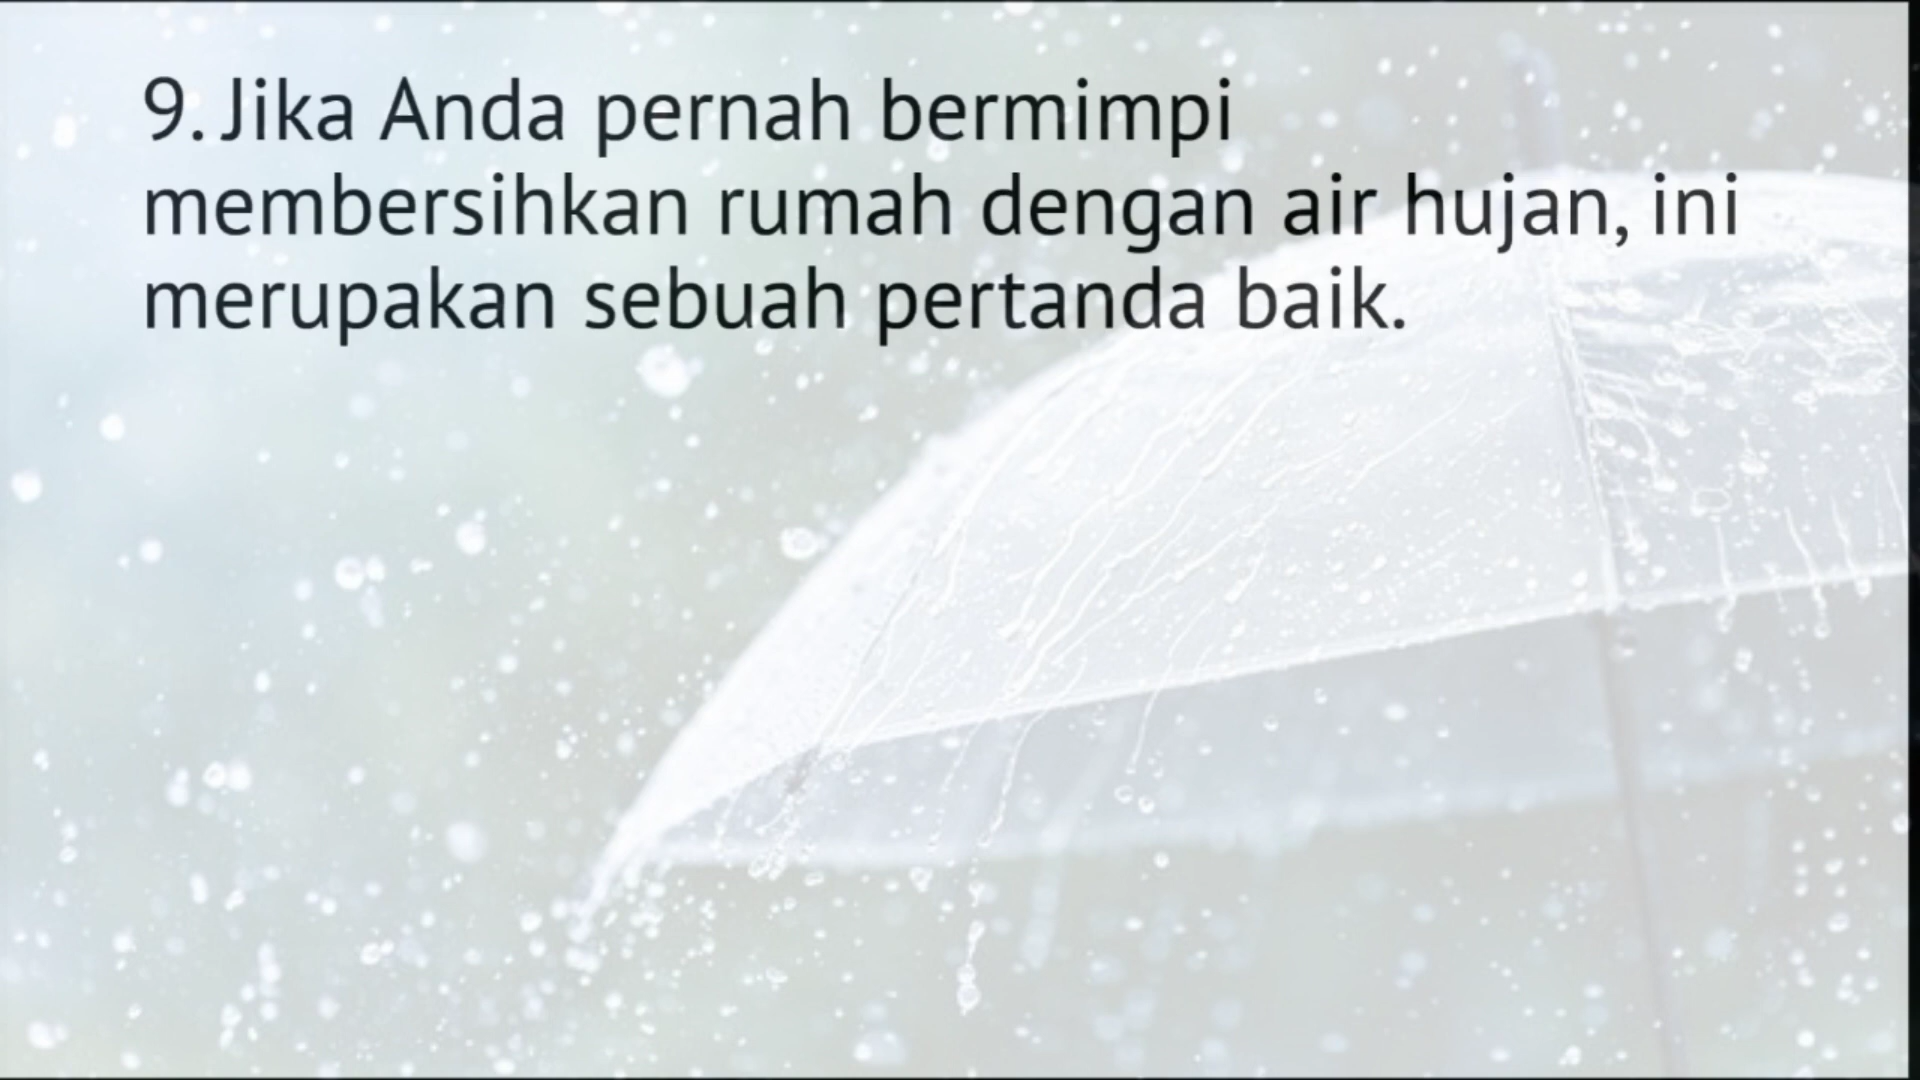 9. Jika Anda pernah bermimpi
membersihkan rumah dengan air hujan, ini
merupakan sebuah pertanda baik.